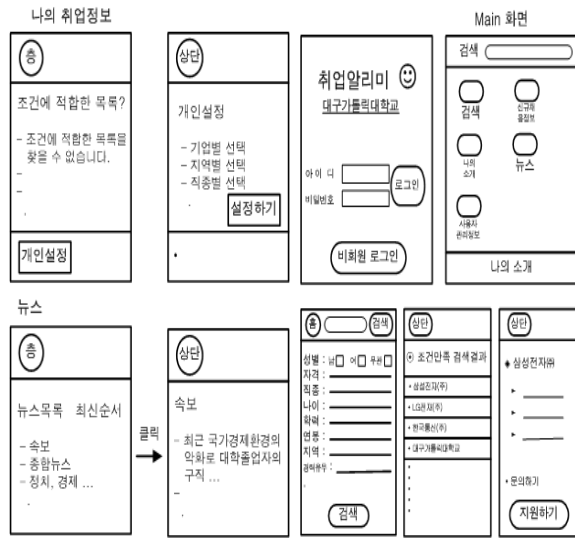 나의 취업정보
층
조건에 적합한 목록?
- 조건에 적합한 목록을
찾을 수 없습니다.
-
-
.
개인설정
상단
개인설정
- 기업별 선택
- 지역별 선택
- 직종별 선택
.
설정하기
•
취업알리미
대구가톨릭대학교
아 이 디
비밀번호
로그인
비회원 로그인
Main 화면
검색
검색
신규채
용정보
나의
소개
뉴스
사용자
관리정보
나의 소개
뉴스
층
뉴스목록 최신순서
- 속보
- 종합뉴스
- 정치, 경제 ...
.
클릭
상단
속보
- 최근 국가경제환경의
악화로 대학졸업자의
구직 ...
-
.
홈
검색
성별 : 남 여 무관
자격 :
직종 :
나이 :
학력 :
연봉 :
지역 :
경력유무 :
.
검색
상단
⊙ 조건만족 검색결과
• 삼성전자(주)
• LG전자(주)
• 한국통신(주)
• 대구가톨릭대학교
•
•
•
•
•
상단
◆ 삼성전자㈜
▸
▸
▸
• 문의하기
지원하기